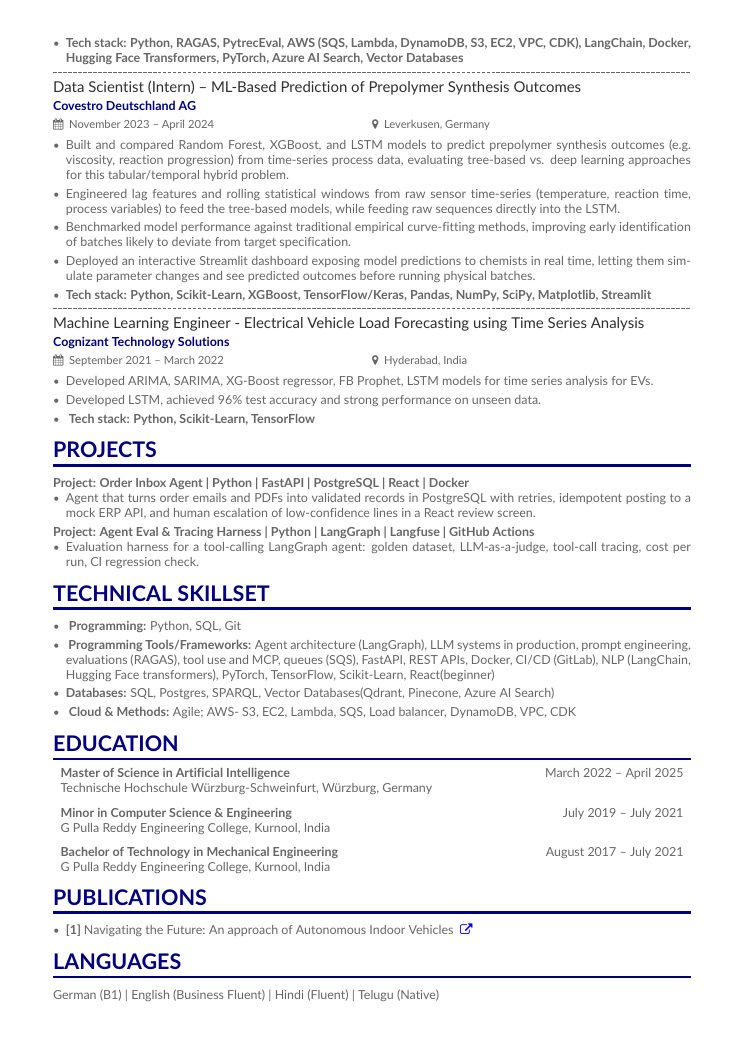 • Tech stack: Python, RAGAS, PytrecEval, AWS (SQS, Lambda, DynamoDB, S3, EC2, VPC, CDK), LangChain, Docker,
Hugging Face Transformers, PyTorch, Azure AI Search, Vector Databases
Data Scientist (Intern) – ML-Based Prediction of Prepolymer Synthesis Outcomes
Covestro Deutschland AG
November 2023 – April 2024 Leverkusen, Germany
• Built and compared Random Forest, XGBoost, and LSTM models to predict prepolymer synthesis outcomes (e.g.
viscosity, reaction progression) from time-series process data, evaluating tree-based vs. deep learning approaches
for this tabular/temporal hybrid problem.
• Engineered lag features and rolling statistical windows from raw sensor time-series (temperature, reaction time,
process variables) to feed the tree-based models, while feeding raw sequences directly into the LSTM.
• Benchmarked model performance against traditional empirical curve-fitting methods, improving early identification
of batches likely to deviate from target specification.
• Deployed an interactive Streamlit dashboard exposing model predictions to chemists in real time, letting them sim-
ulate parameter changes and see predicted outcomes before running physical batches.
• Tech stack: Python, Scikit-Learn, XGBoost, TensorFlow/Keras, Pandas, NumPy, SciPy, Matplotlib, Streamlit
Machine Learning Engineer - Electrical Vehicle Load Forecasting using Time Series Analysis
Cognizant Technology Solutions
September 2021 – March 2022 Hyderabad, India
• Developed ARIMA, SARIMA, XG-Boost regressor, FB Prophet, LSTM models for time series analysis for EVs.
• Developed LSTM, achieved 96% test accuracy and strong performance on unseen data.
• Tech stack: Python, Scikit-Learn, TensorFlow
PROJECTS
Project: Order Inbox Agent | Python | FastAPI | PostgreSQL | React | Docker
• Agent that turns order emails and PDFs into validated records in PostgreSQL with retries, idempotent posting to a
mock ERP API, and human escalation of low-confidence lines in a React review screen.
Project: Agent Eval & Tracing Harness | Python | LangGraph | Langfuse | GitHub Actions
• Evaluation harness for a tool-calling LangGraph agent: golden dataset, LLM-as-a-judge, tool-call tracing, cost per
run, CI regression check.
TECHNICAL SKILLSET
• Programming: Python, SQL, Git
• Programming Tools/Frameworks: Agent architecture (LangGraph), LLM systems in production, prompt engineering,
evaluations (RAGAS), tool use and MCP, queues (SQS), FastAPI, REST APIs, Docker, CI/CD (GitLab), NLP (LangChain,
Hugging Face transformers), PyTorch, TensorFlow, Scikit-Learn, React(beginner)
• Databases: SQL, Postgres, SPARQL, Vector Databases(Qdrant, Pinecone, Azure AI Search)
• Cloud & Methods: Agile; AWS- S3, EC2, Lambda, SQS, Load balancer, DynamoDB, VPC, CDK
EDUCATION
Master of Science in Artificial Intelligence March 2022 – April 2025
Technische Hochschule Würzburg-Schweinfurt, Würzburg, Germany
Minor in Computer Science & Engineering July 2019 – July 2021
G Pulla Reddy Engineering College, Kurnool, India
Bachelor of Technology in Mechanical Engineering August 2017 – July 2021
G Pulla Reddy Engineering College, Kurnool, India
PUBLICATIONS
• [1] Navigating the Future: An approach of Autonomous Indoor Vehicles
LANGUAGES
German (B1) | English (Business Fluent) | Hindi (Fluent) | Telugu (Native)